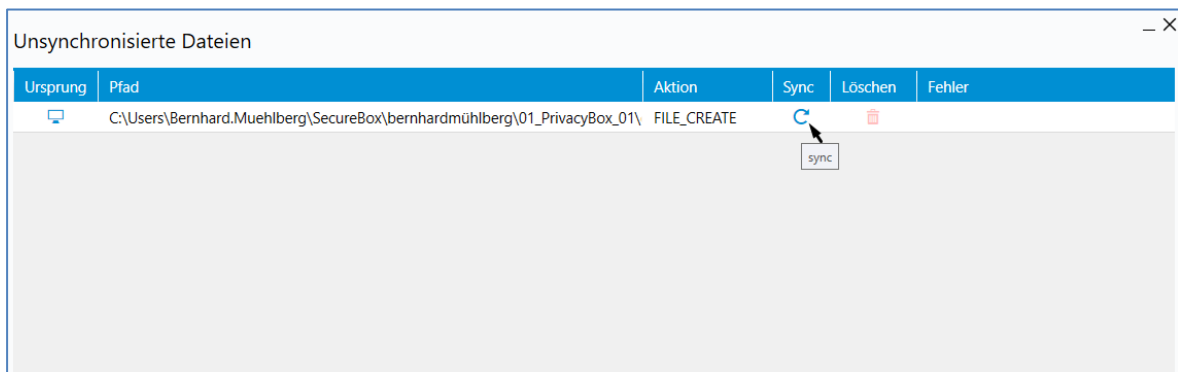 Unsynchronisierte Dateien
Ursprung Pfad Aktion Sync Löschen Fehler
C:\Users\Bernhard.Muehlberg\SecureBox\bernhardmühlberg\01_PrivacyBox_01\ FILE_CREATE
sync